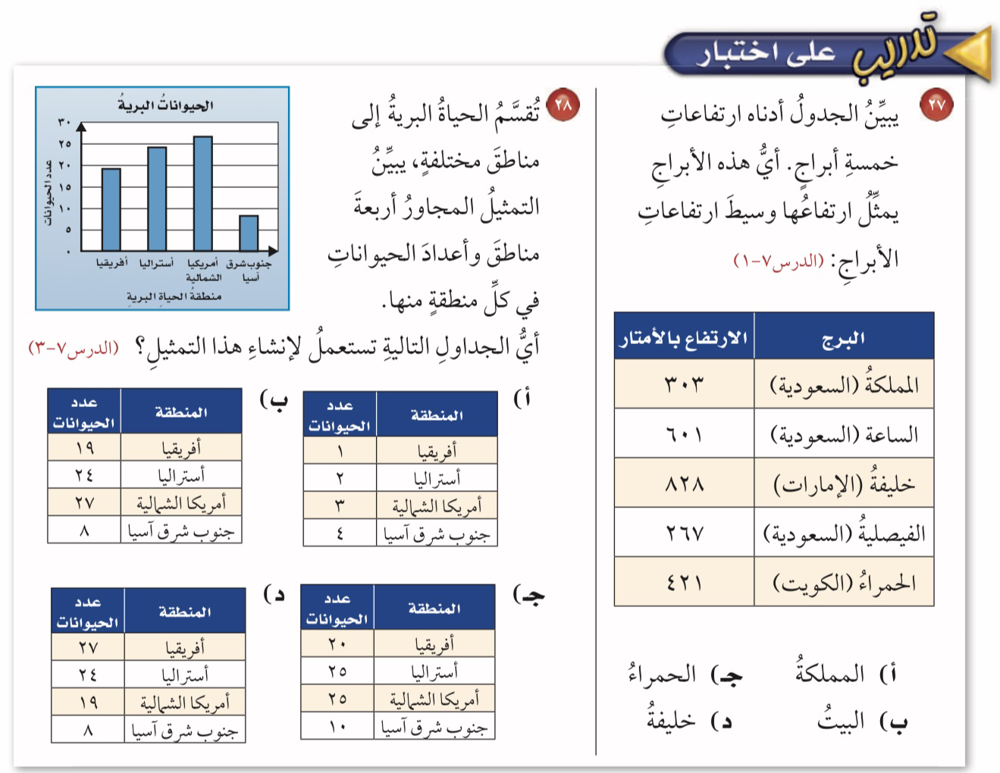 تدريب على اختبار
٢٧ يبيِّنُ الجدولُ أدناه ارتفاعاتِ
خمسةِ أبراجٍ. أيُّ هذه الأبراجِ
يمثِّلُ ارتفاعُها وسيطَ ارتفاعاتِ
الأبراجِ: (الدرس ٧-١)
البرج الارتفاع بالأمتار
المملكةُ (السعودية) ٣٠٣
الساعة (السعودية) ٦٠١
خليفةُ (الإمارات) ٨٢٨
الفيصليةُ (السعودية) ٢٦٧
الحمراءُ (الكويت) ٤٢١
أ) المملكةُ جـ) الحمراءُ
ب) البيتُ د) خليفةُ
٢٨ تُقسَّمُ الحياةُ البريةُ إلى
مناطقَ مختلفةٍ، يبيِّنُ
التمثيلُ المجاورُ أربعةَ
مناطقَ وأعدادَ الحيواناتِ
في كلِّ منطقةٍ منها.
الحيواناتُ البريةُ
عدد الحيوانات
٣٠
٢٥
٢٠
١٥
١٠
٥
٠
أفريقيا أستراليا أمريكيا الشمالية جنوب شرق آسيا
منطقةُ الحياةِ البريةِ
أيُّ الجداولِ التاليةِ تستعملُ لإنشاءِ هذا التمثيلِ؟ (الدرس ٧-٣)
أ)
المنطقة عدد الحيوانات
أفريقيا ١
أستراليا ٢
أمريكا الشمالية ٣
جنوب شرق آسيا ٤
ب)
المنطقة عدد الحيوانات
أفريقيا ١٩
أستراليا ٢٤
أمريكا الشمالية ٢٧
جنوب شرق آسيا ٨
جـ)
المنطقة عدد الحيوانات
أفريقيا ٢٠
أستراليا ٢٥
أمريكا الشمالية ٢٥
جنوب شرق آسيا ١٠
د)
المنطقة عدد الحيوانات
أفريقيا ٢٧
أستراليا ٢٤
أمريكا الشمالية ١٩
جنوب شرق آسيا ٨